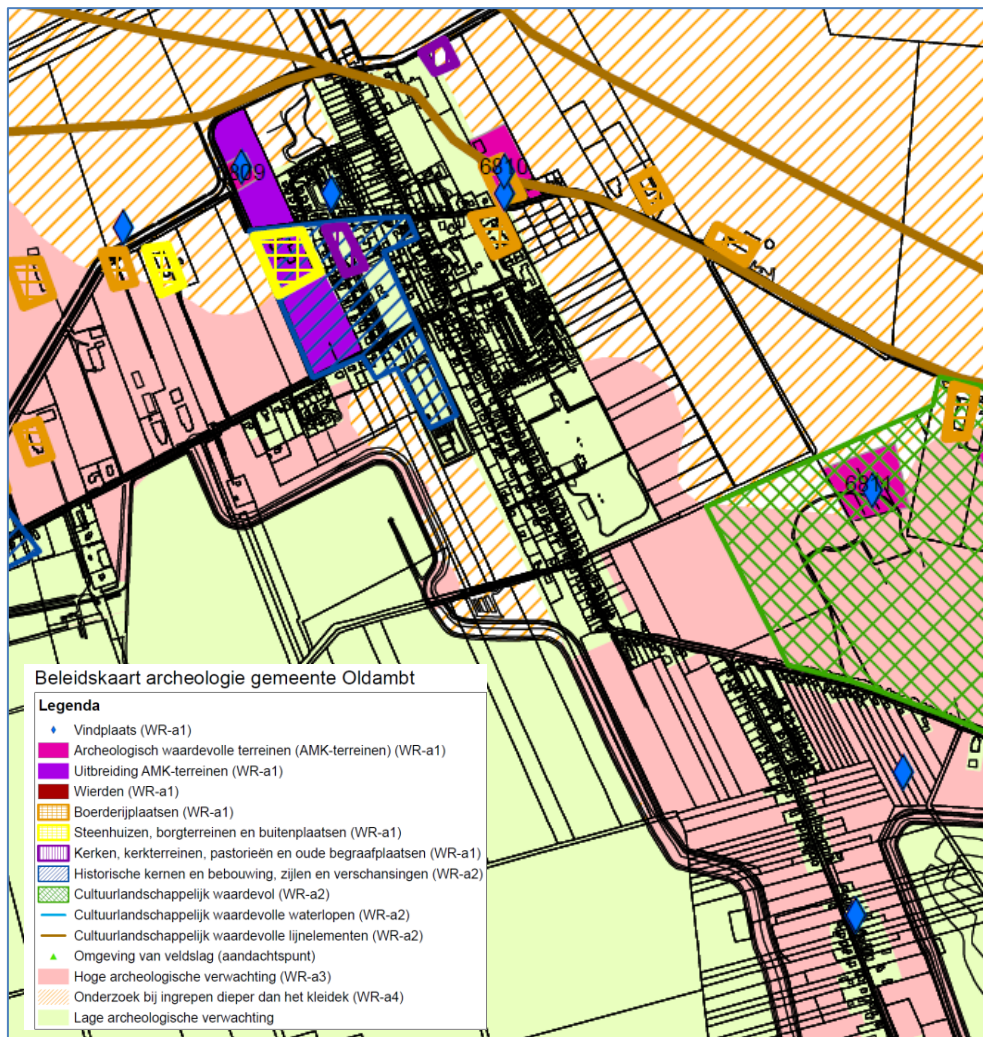 6810
809
6811
Beleidskaart archeologie gemeente Oldambt
Legenda
Vindplaats (WR-a1)
Archeologisch waardevolle terreinen (AMK-terreinen) (WR-a1)
Uitbreiding AMK-terreinen (WR-a1)
Wierden (WR-a1)
Boerderijplaatsen (WR-a1)
Steenhuizen, borgterreinen en buitenplaatsen (WR-a1)
Kerken, kerkterreinen, pastorieën en oude begraafplaatsen (WR-a1)
Historische kernen en bebouwing, zijlen en verschansingen (WR-a2)
Cultuurlandschappelijk waardevol (WR-a2)
Cultuurlandschappelijk waardevolle waterlopen (WR-a2)
Cultuurlandschappelijk waardevolle lijnelementen (WR-a2)
Omgeving van veldslag (aandachtspunt)
Hoge archeologische verwachting (WR-a3)
Onderzoek bij ingrepen dieper dan het kleidek (WR-a4)
Lage archeologische verwachting